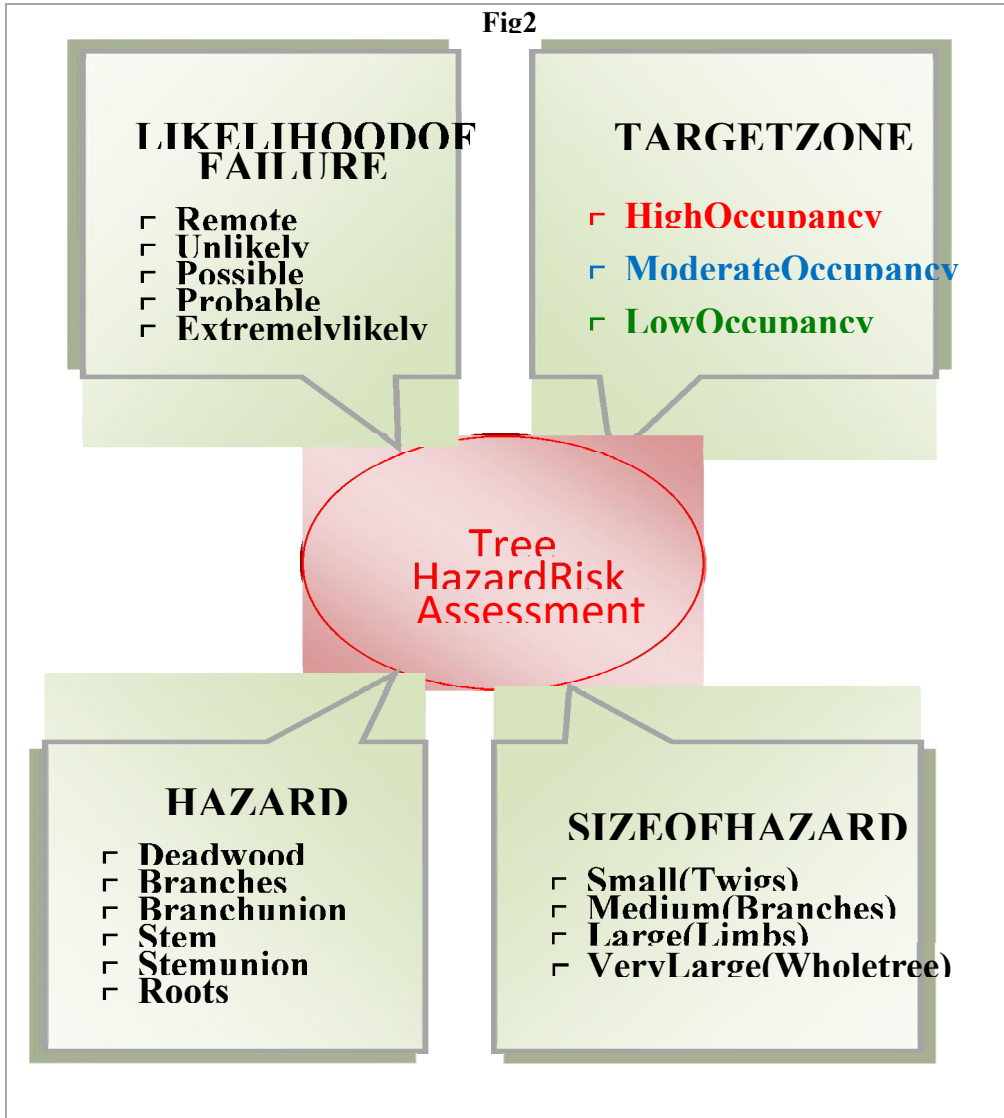 Fig2
LIKELIHOODOF
FAILURE
Remote
Unlikely
Possible
Probable
Extremelylikely
TARGETZONE
HighOccupancy
ModerateOccupancy
LowOccupancy
Tree
HazardRisk
Assessment
HAZARD
Deadwood
Branches
Branchunion
Stem
Stemunion
Roots
SIZEOFHAZARD
Small(Twigs)
Medium(Branches)
Large(Limbs)
VeryLarge(Wholetree)